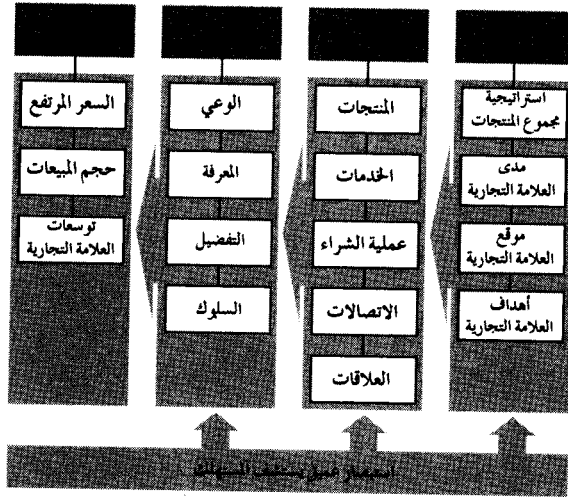 استراتيجية
مجموع المنتجات
مدى
العلامة التجارية
موقع
العلامة التجارية
أهداف
العلامة التجارية
المنتجات
الخدمات
عملية الشراء
الاتصالات
العلاقات
الوعي
المعرفة
التفضيل
السلوك
السعر المرتفع
حجم المبيعات
توسعات
العلامة التجارية